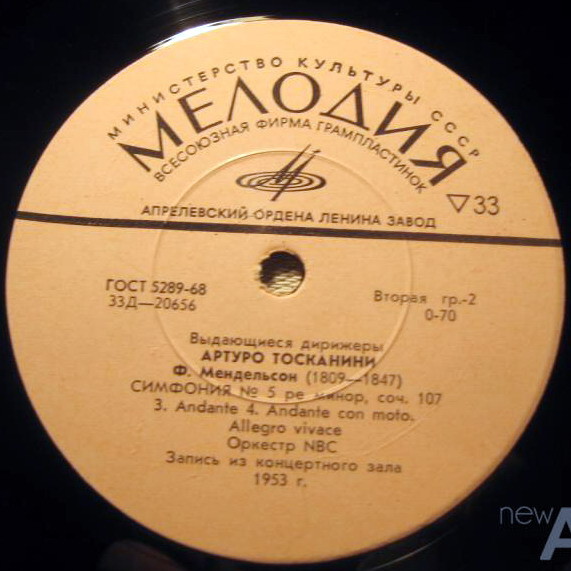 МИНИСТЕРСТВО КУЛЬТУРЫ СССР
МЕЛОДИЯ
ВСЕСОЮЗНАЯ ФИРМА ГРАМПЛАСТИНОК
▽33
АПРЕЛЕВСКИЙ ОРДЕНА ЛЕНИНА ЗАВОД
ГОСТ 5289-68
33Д—20656
Вторая гр.-2
0-70
Выдающиеся дирижеры
АРТУРО ТОСКАНИНИ
Ф. Мендельсон (1809—1847)
СИМФОНИЯ № 5 ре минор, соч. 107
3. Andante 4. Andante con moto.
Allegro vivace
Оркестр NBC
Запись из концертного зала
1953 г.
new